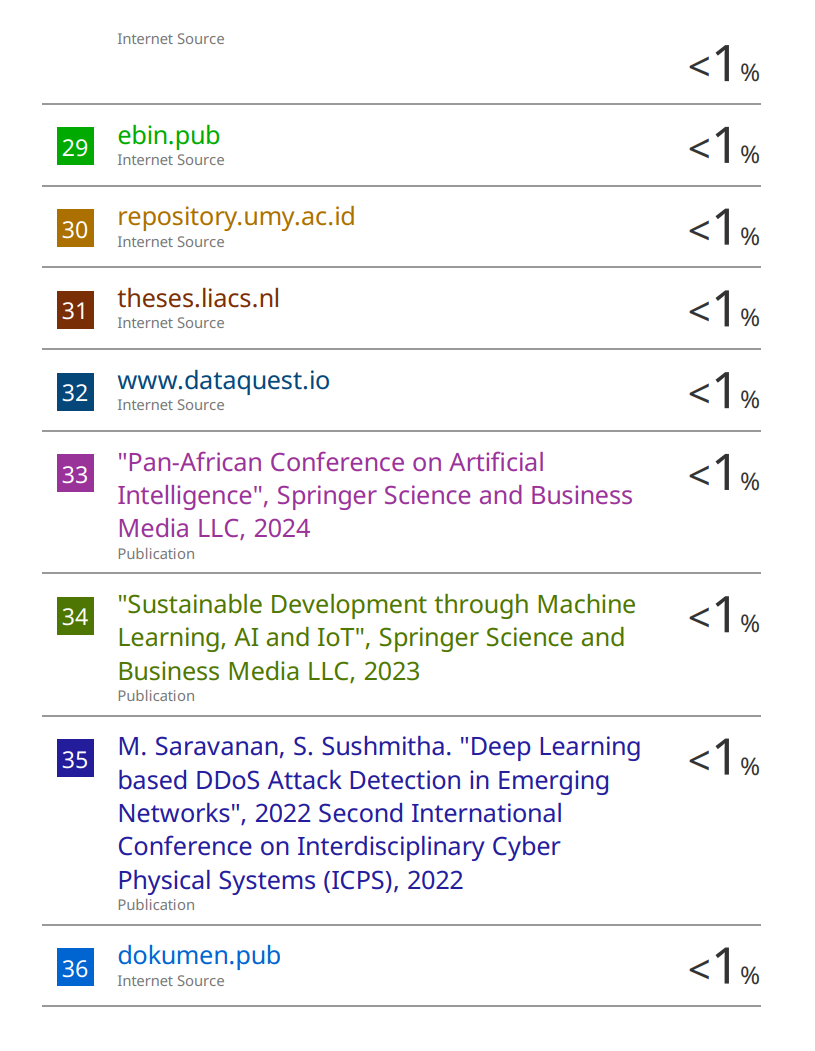 Internet Source
<1%
29
ebin.pub
Internet Source
<1%
30
repository.umy.ac.id
Internet Source
<1%
31
theses.liacs.nl
Internet Source
<1%
32
www.dataquest.io
Internet Source
<1%
33
"Pan-African Conference on Artificial
Intelligence", Springer Science and Business
Media LLC, 2024
Publication
<1%
34
"Sustainable Development through Machine
Learning, AI and IoT", Springer Science and
Business Media LLC, 2023
Publication
<1%
35
M. Saravanan, S. Sushmitha. "Deep Learning
based DDoS Attack Detection in Emerging
Networks", 2022 Second International
Conference on Interdisciplinary Cyber
Physical Systems (ICPS), 2022
Publication
<1%
36
dokumen.pub
Internet Source
<1%